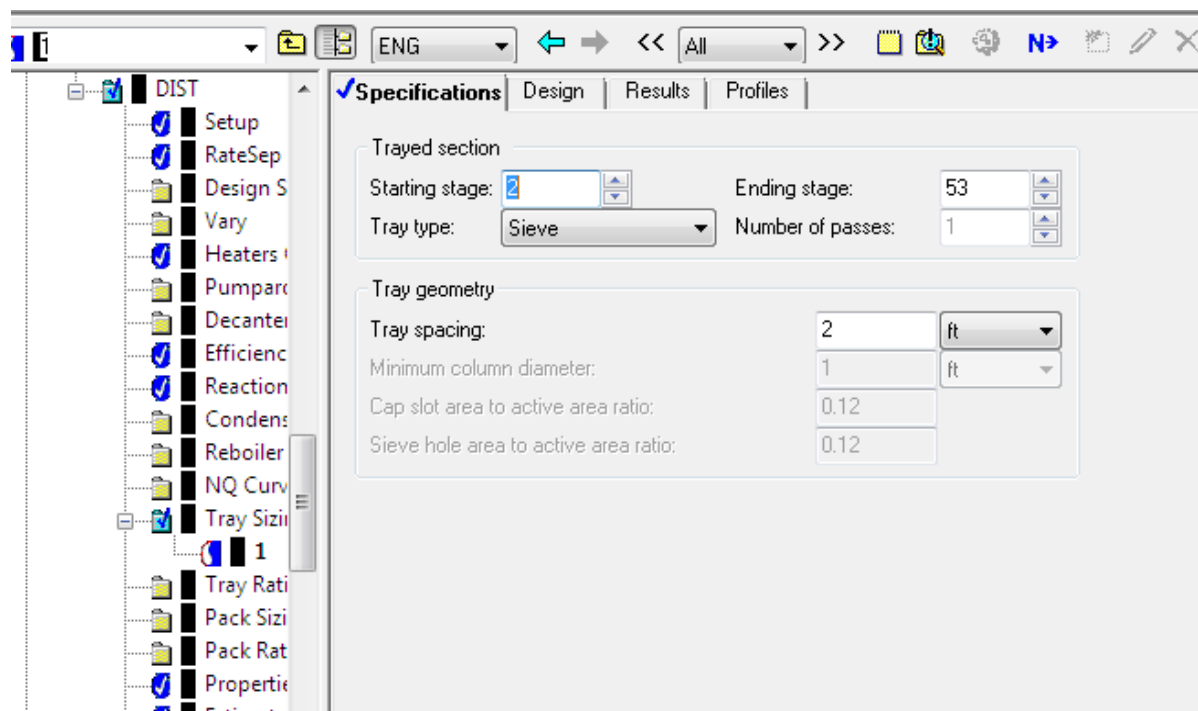 1 ENG << All >> N>
DIST
Specifications Design Results Profiles
Setup
RateSep
Design S
Vary
Heaters
Pumparo
Decanter
Efficienc
Reaction
Condens
Reboiler
NQ Curv
Tray Sizi
1
Tray Rati
Pack Sizi
Pack Rat
Propertie
Trayed section
Starting stage: 2 Ending stage: 53
Tray type: Sieve Number of passes: 1
Tray geometry
Tray spacing: 2 ft
Minimum column diameter: 1 ft
Cap slot area to active area ratio: 0.12
Sieve hole area to active area ratio: 0.12